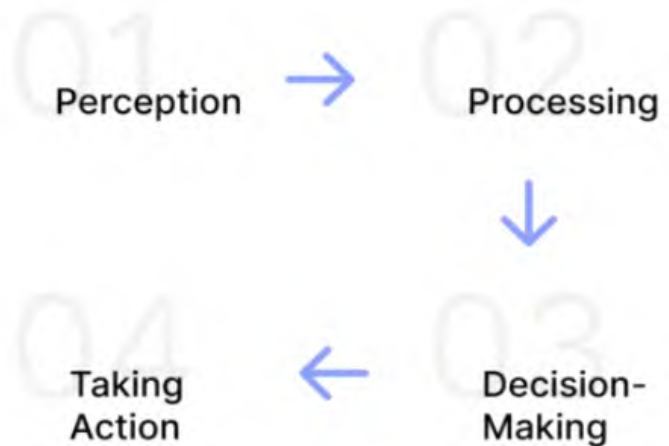 01
Perception
02
Processing
03
Decision-
Making
04
Taking
Action